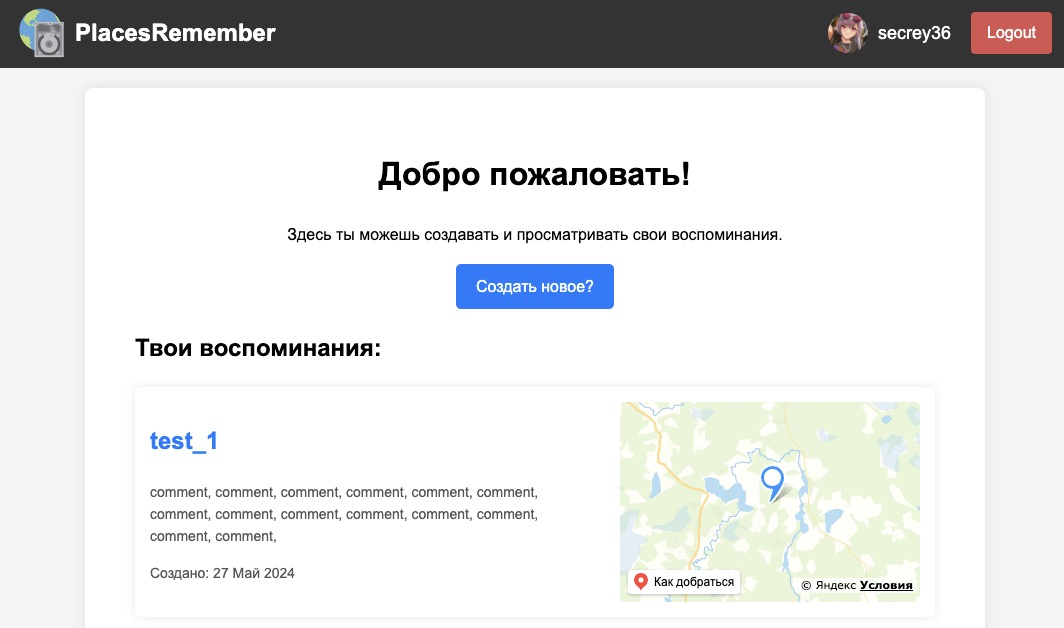 PlacesRemember
secrey36
Logout
Добро пожаловать!
Здесь ты можешь создавать и просматривать свои воспоминания.
Создать новое?
Твои воспоминания:
test_1
comment, comment, comment, comment, comment, comment,
comment, comment, comment, comment, comment, comment,
comment, comment,
Создано: 27 Май 2024
Как добраться
© Яндекс Условия